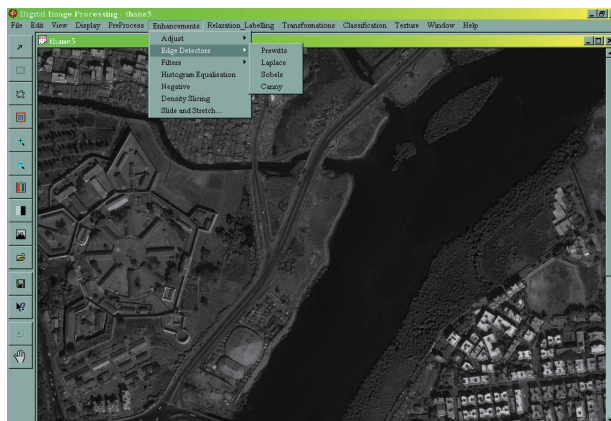 Digital Image Processing - thane3
File Edit View Display PreProcess Enhancements Relaxation_Labelling Transformations Classification Texture Window Help
thane3
Adjust
Edge Detectors
Filters
Histogram Equalisation
Negative
Density Slicing
Slide and Stretch...
Prewitts
Laplace
Sobels
Canny